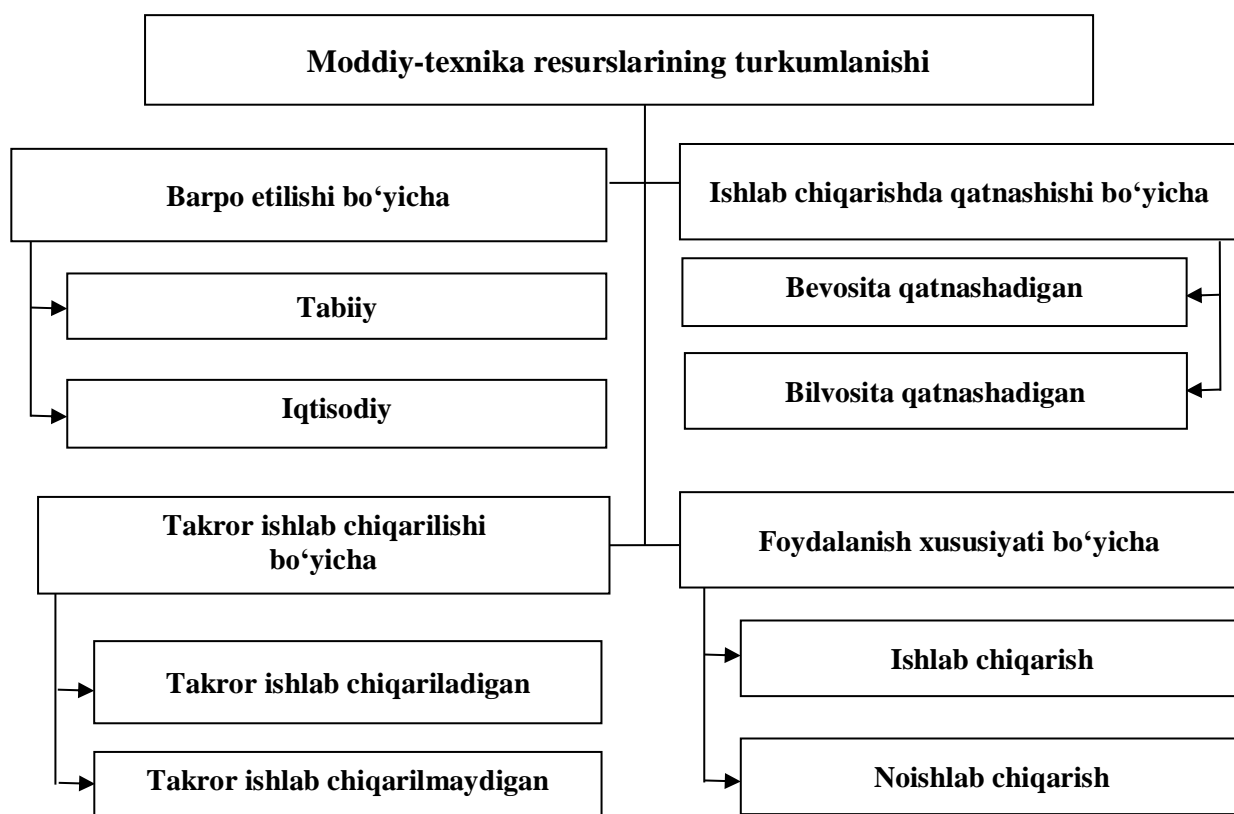 Moddiy-texnika resurslarining turkumlanishi
Barpo etilishi bo‘yicha
Tabiiy
Iqtisodiy
Ishlab chiqarishda qatnashishi bo‘yicha
Bevosita qatnashadigan
Bilvosita qatnashadigan
Takror ishlab chiqarilishi
bo‘yicha
Takror ishlab chiqariladigan
Takror ishlab chiqarilmaydigan
Foydalanish xususiyati bo‘yicha
Ishlab chiqarish
Noishlab chiqarish